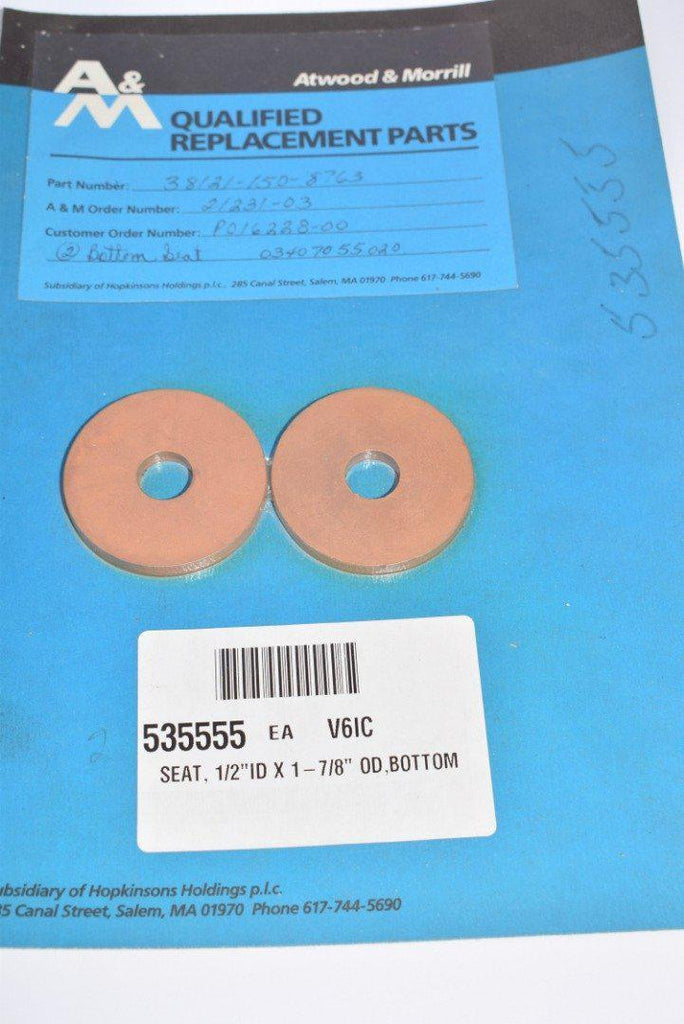 A&M
Atwood & Morrill
QUALIFIED
REPLACEMENT PARTS
Part Number: 38121-150-8763
A & M Order Number: 21231-03
Customer Order Number: PO16228-00
② Bottom Seat 03407055020
Subsidiary of Hopkinsons Holdings p.l.c., 285 Canal Street, Salem, MA 01970 Phone 617-744-5690
535555
2
535555 EA V6IC
SEAT, 1/2"ID X 1-7/8" OD,BOTTOM
ubsidiary of Hopkinsons Holdings p.l.c.
85 Canal Street, Salem, MA 01970 Phone 617-744-5690